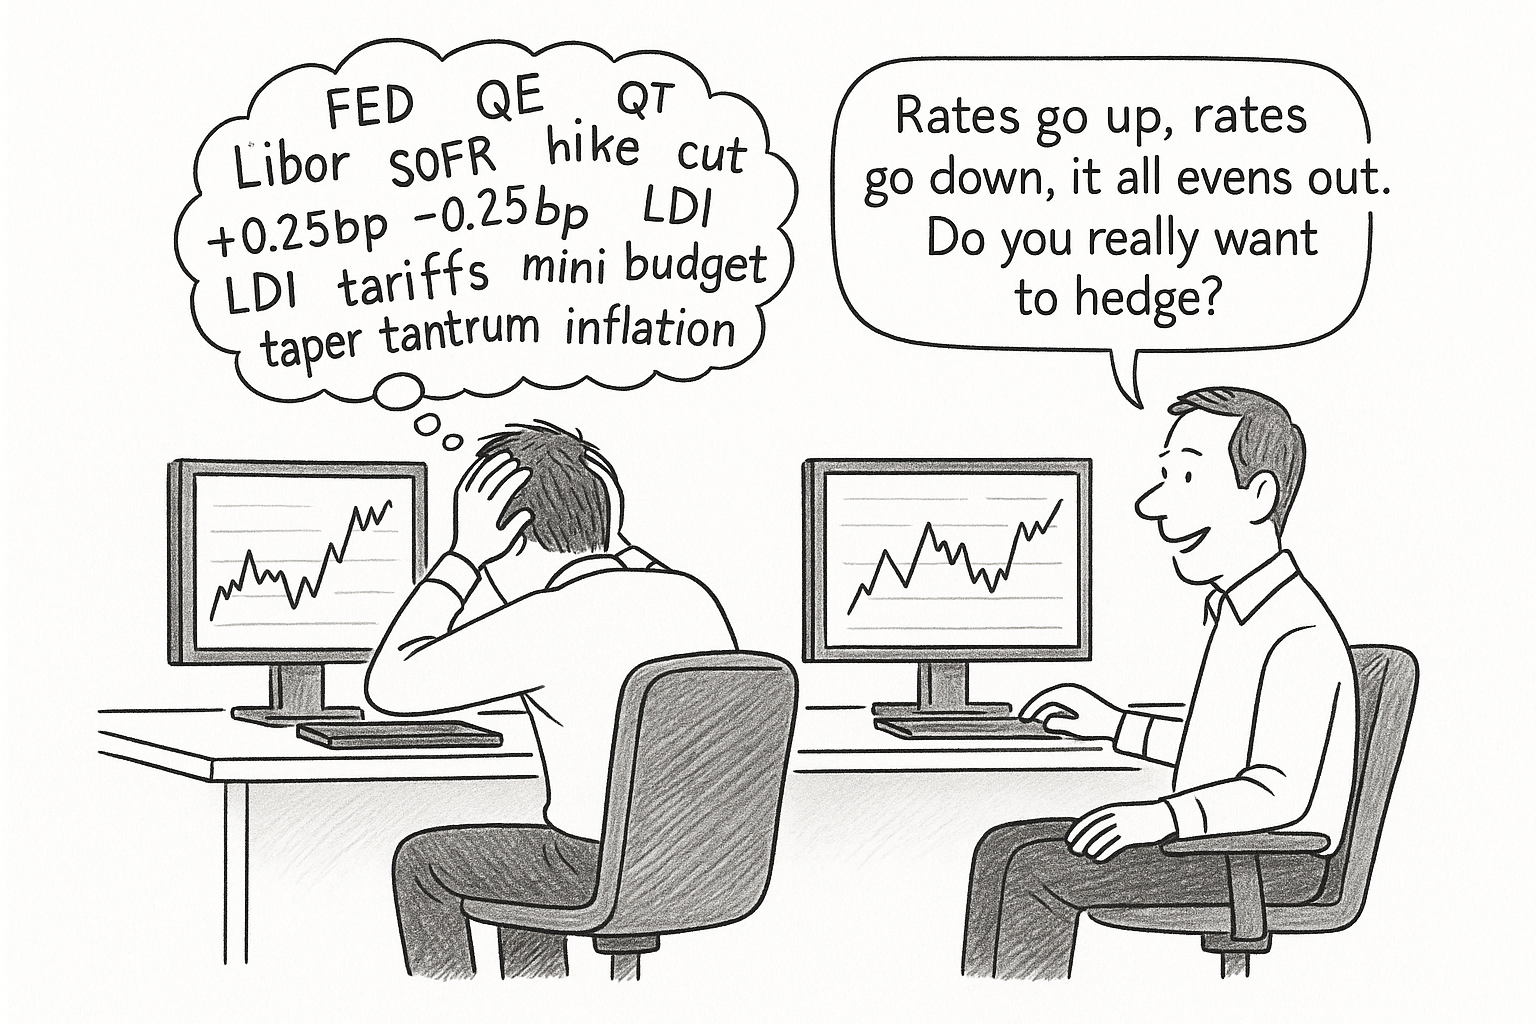 FED QE QT
Libor SOFR hike cut
+0.25bp -0.25bp LDI
LDI tariffs mini budget
taper tantrum inflation
Rates go up, rates
go down, it all evens out.
Do you really want
to hedge?